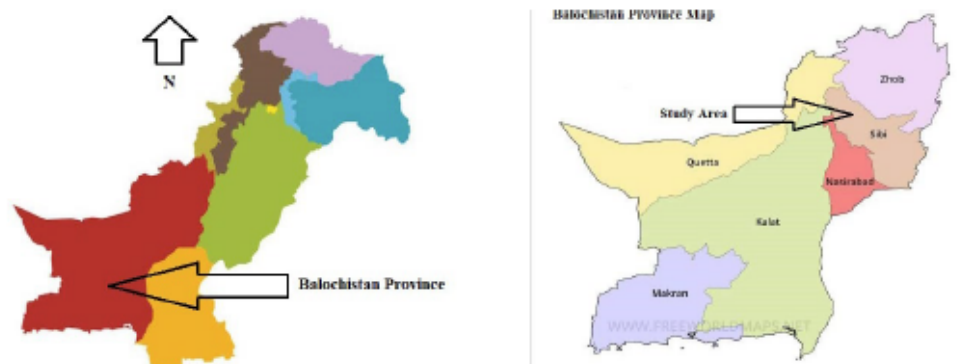 N
Balochistan Province
Balochistan Province Map
Zhob
Study Area
Sibi
Quetta
Nasirabad
Kalat
Makran
WWW.FREEWORLDMAPS.NET